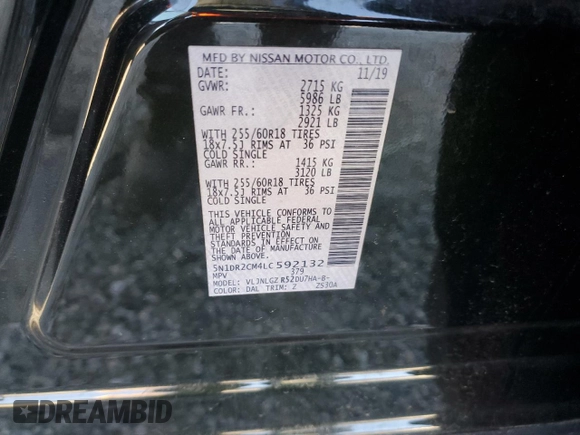 MFD BY NISSAN MOTOR CO., LTD.
DATE: 11/19
GVWR: 2715 KG
5986 LB
GAWR FR.: 1325 KG
2921 LB
WITH 255/60R18 TIRES
18x7.5J RIMS AT 36 PSI
COLD SINGLE
GAWR RR.: 1415 KG
3120 LB
WITH 255/60R18 TIRES
18x7.5J RIMS AT 36 PSI
COLD SINGLE
THIS VEHICLE CONFORMS TO
ALL APPLICABLE FEDERAL
MOTOR VEHICLE SAFETY AND
THEFT PREVENTION
STANDARDS IN EFFECT ON THE
DATE OF MANUFACTURE
SHOWN ABOVE.
5N1DR2CM4LC592132
MPV 379
MODEL: VLJNLGZ R52DU7HA-B-
COLOR: DAL TRIM: Z ZS30A
DREAMBID